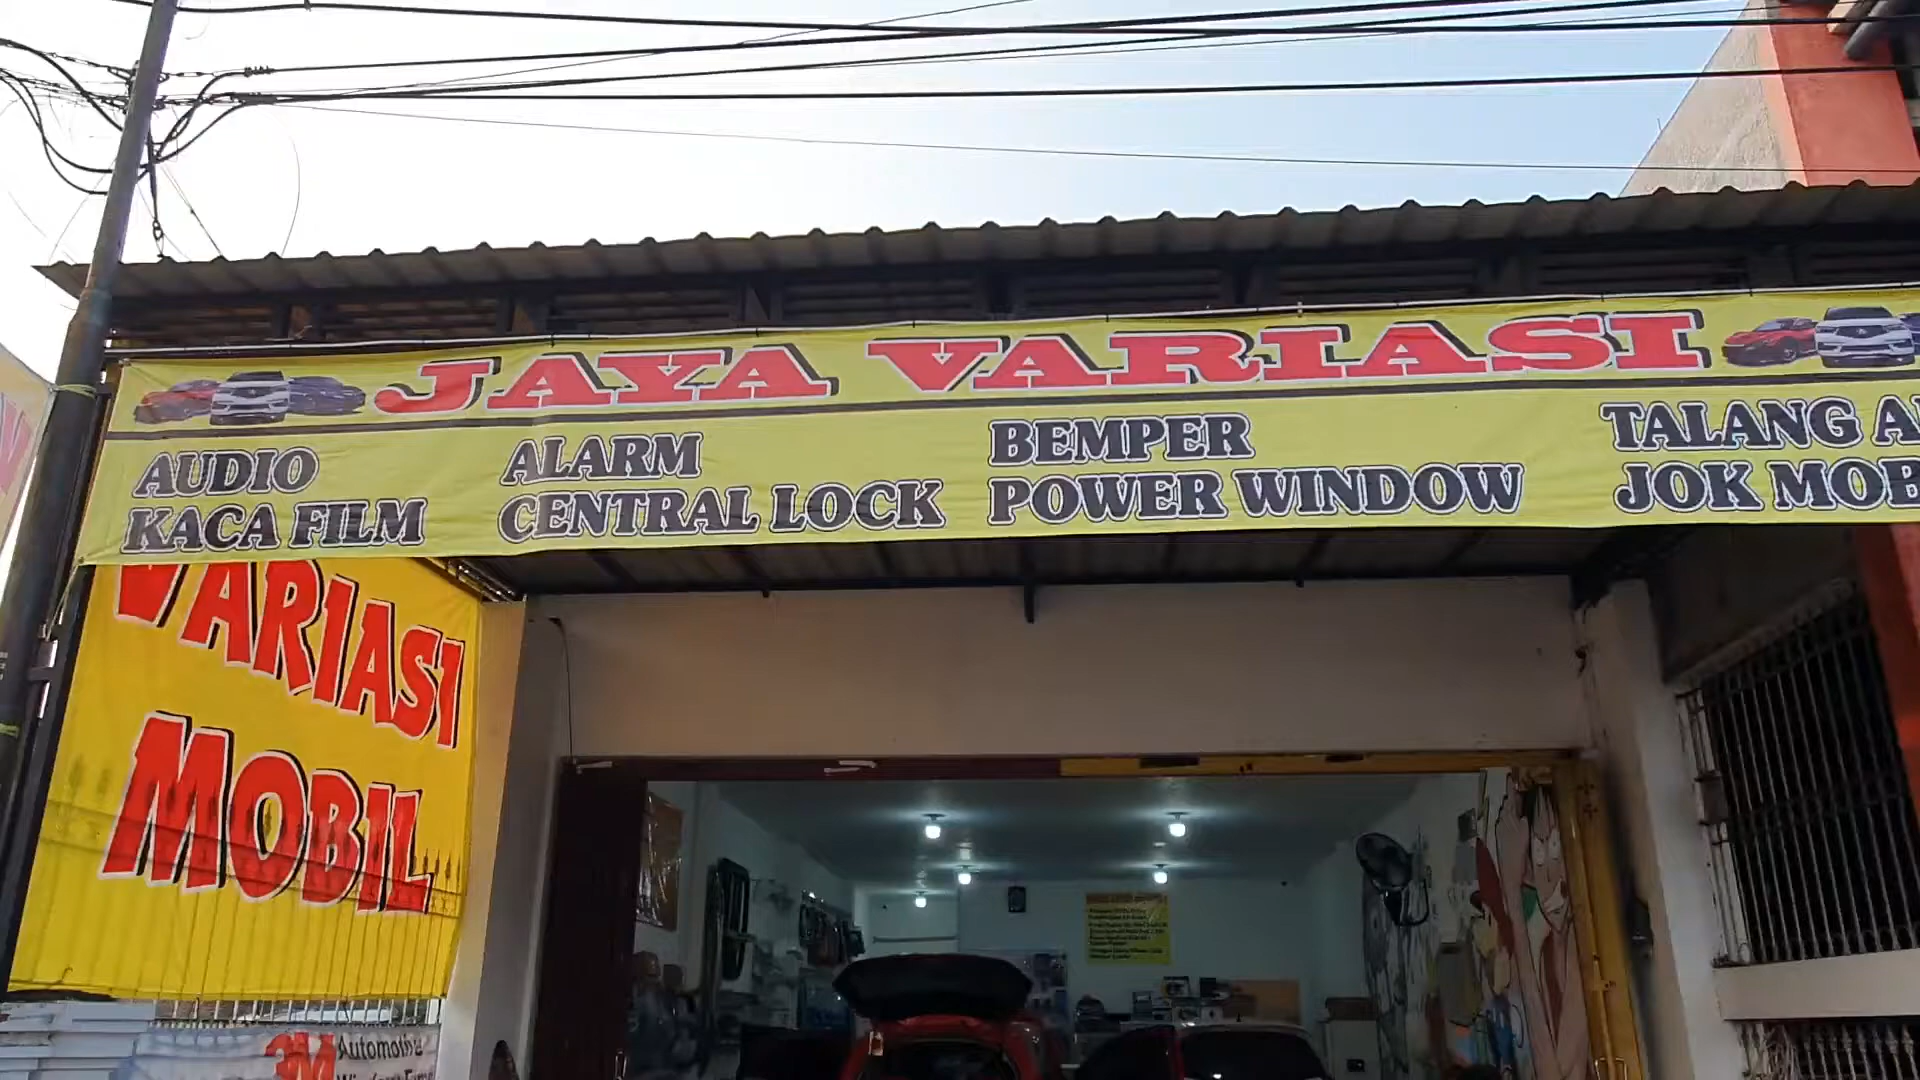 JAYA VARIASI
AUDIO
KACA FILM
ALARM
CENTRAL LOCK
BEMPER
POWER WINDOW
TALANG A
JOK MOB
VARIASI
MOBIL
3M Automotive